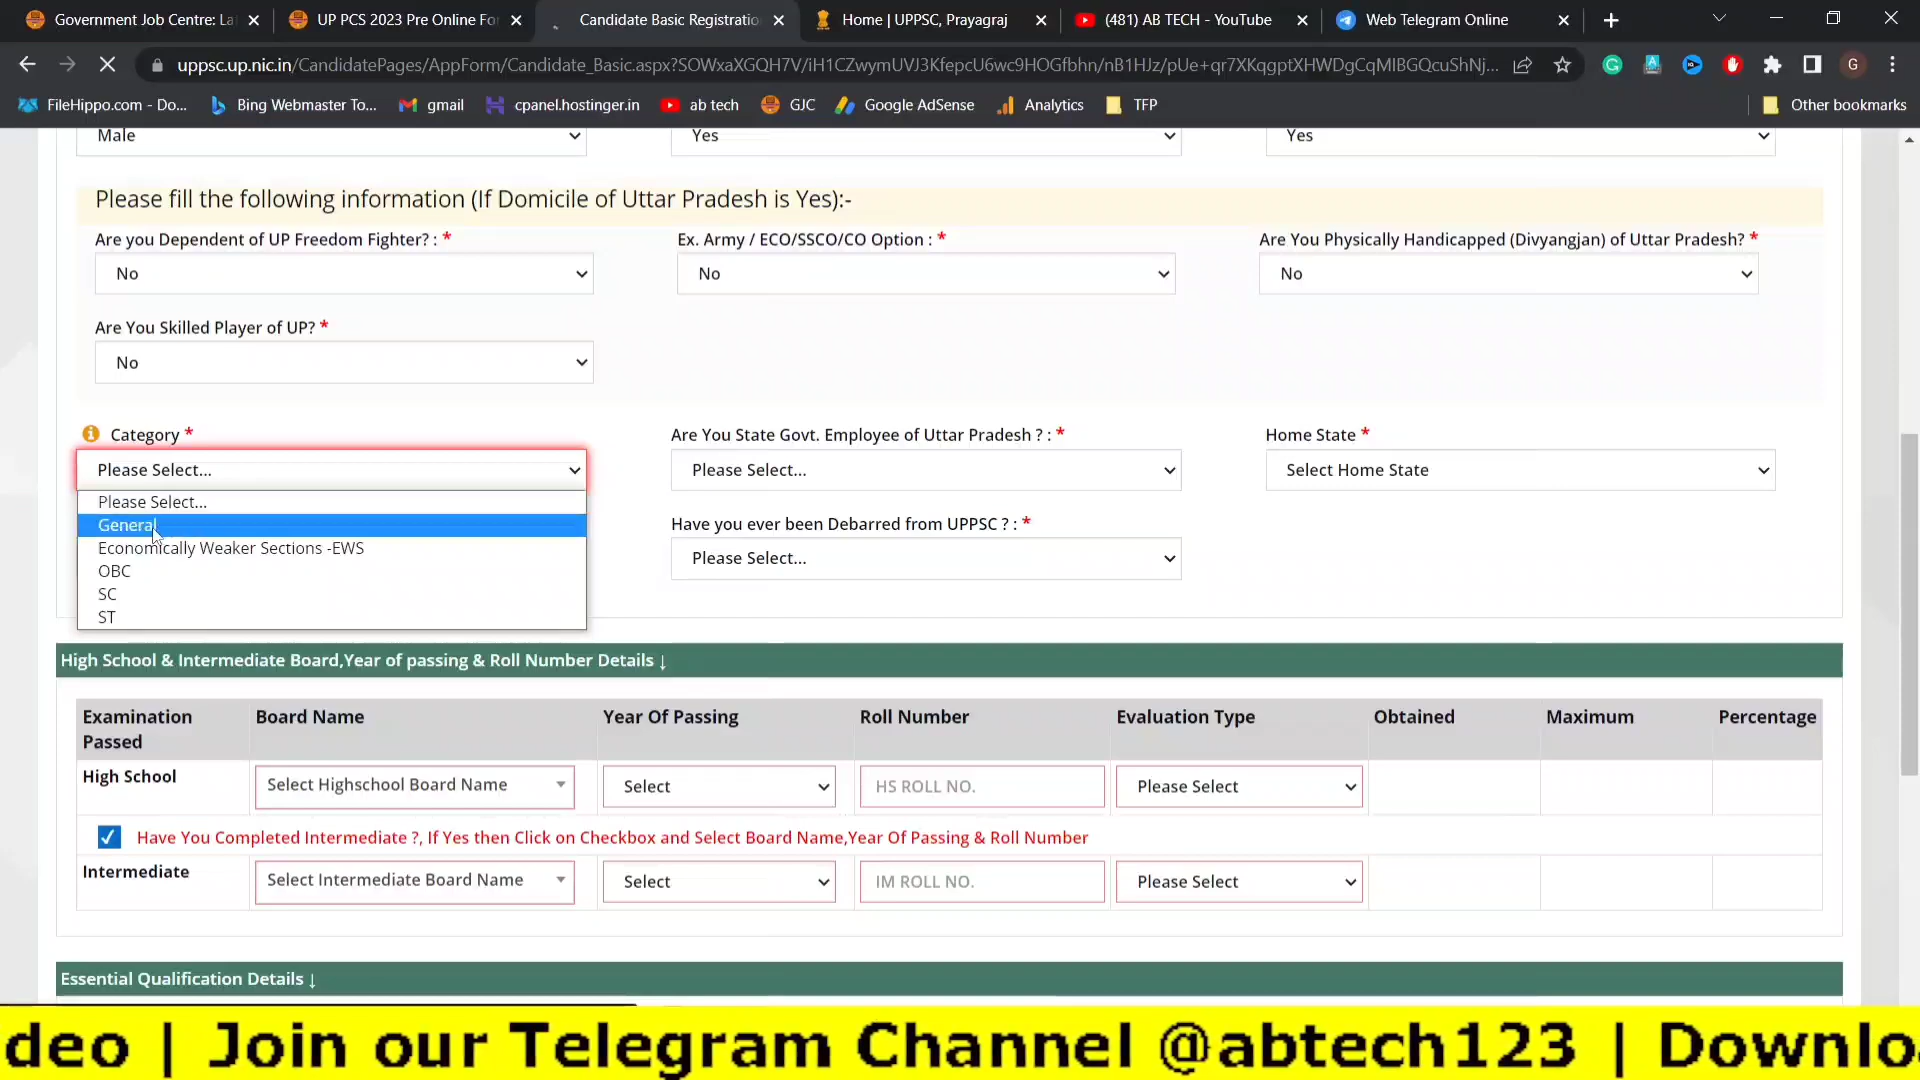 Government Job Centre: La
UP PCS 2023 Pre Online Fo
Candidate Basic Registratio
Home | UPPSC, Prayagraj
(481) AB TECH - YouTube
Web Telegram Online
uppsc.up.nic.in/CandidatePages/AppForm/Candidate_Basic.aspx?SOWxaXGQH7V/iH1CZwymUVJ3KfepcU6wc9HOGfbhn/nB1HJz/pUe+qr7XKqgptXHWDgCqMIBGQcuShNj...
G
FileHippo.com - Do...
Bing Webmaster To...
gmail
cpanel.hostinger.in
ab tech
GJC
Google AdSense
Analytics
TFP
Other bookmarks
Male
Yes
Yes
Please fill the following information (If Domicile of Uttar Pradesh is Yes):-
Are you Dependent of UP Freedom Fighter? : *
Ex. Army / ECO/SSCO/CO Option : *
Are You Physically Handicapped (Divyangjan) of Uttar Pradesh? *
No
No
No
Are You Skilled Player of UP? *
No
Category *
Are You State Govt. Employee of Uttar Pradesh ? : *
Home State *
Please Select...
Please Select...
Select Home State
Please Select...
General
Economically Weaker Sections -EWS
OBC
SC
ST
Have you ever been Debarred from UPPSC ? : *
Please Select...
High School & Intermediate Board,Year of passing & Roll Number Details ↓
Examination Passed
Board Name
Year Of Passing
Roll Number
Evaluation Type
Obtained
Maximum
Percentage
High School
Select Highschool Board Name
Select
HS ROLL NO.
Please Select
Have You Completed Intermediate ?, If Yes then Click on Checkbox and Select Board Name,Year Of Passing & Roll Number
Intermediate
Select Intermediate Board Name
Select
IM ROLL NO.
Please Select
Essential Qualification Details ↓
deo | Join our Telegram Channel @abtech123 | Downlo